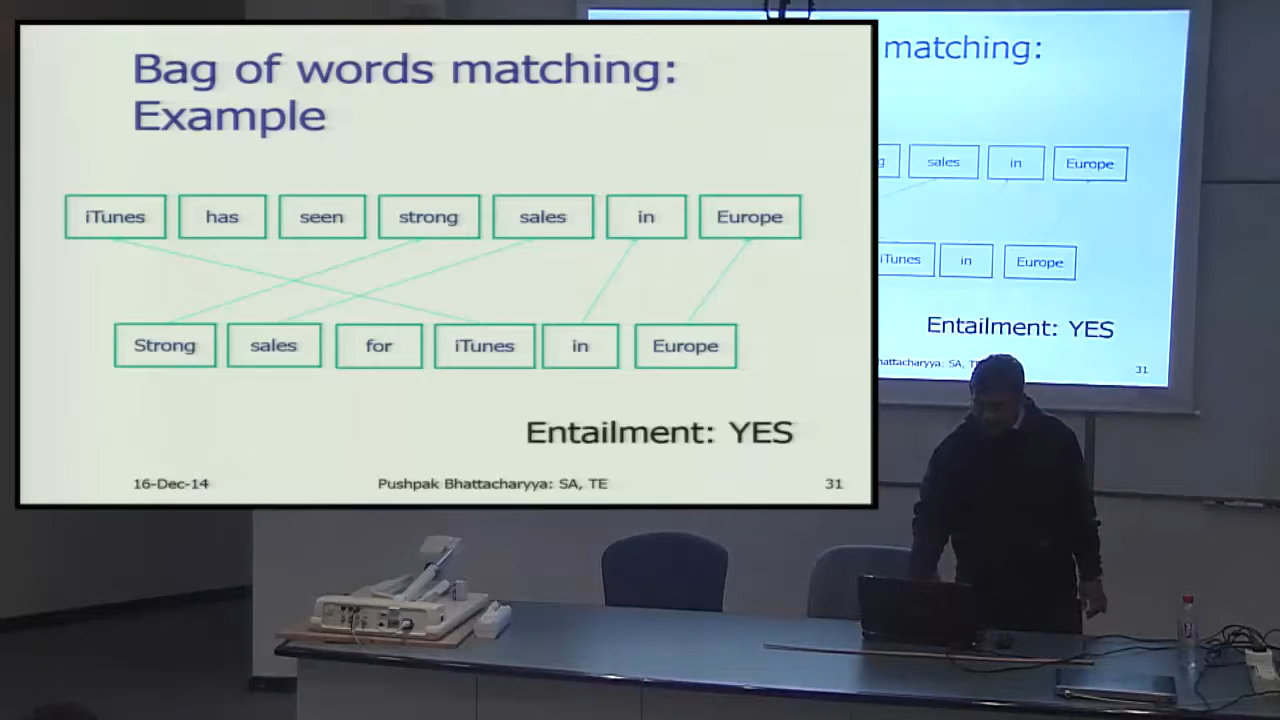 Bag of words matching:
Example
iTunes has seen strong sales in Europe
Strong sales for iTunes in Europe
Entailment: YES
16-Dec-14 Pushpak Bhattacharyya: SA, TE 31
matching:
g sales in Europe
iTunes in Europe
Entailment: YES
hattacharyya: SA, T 31